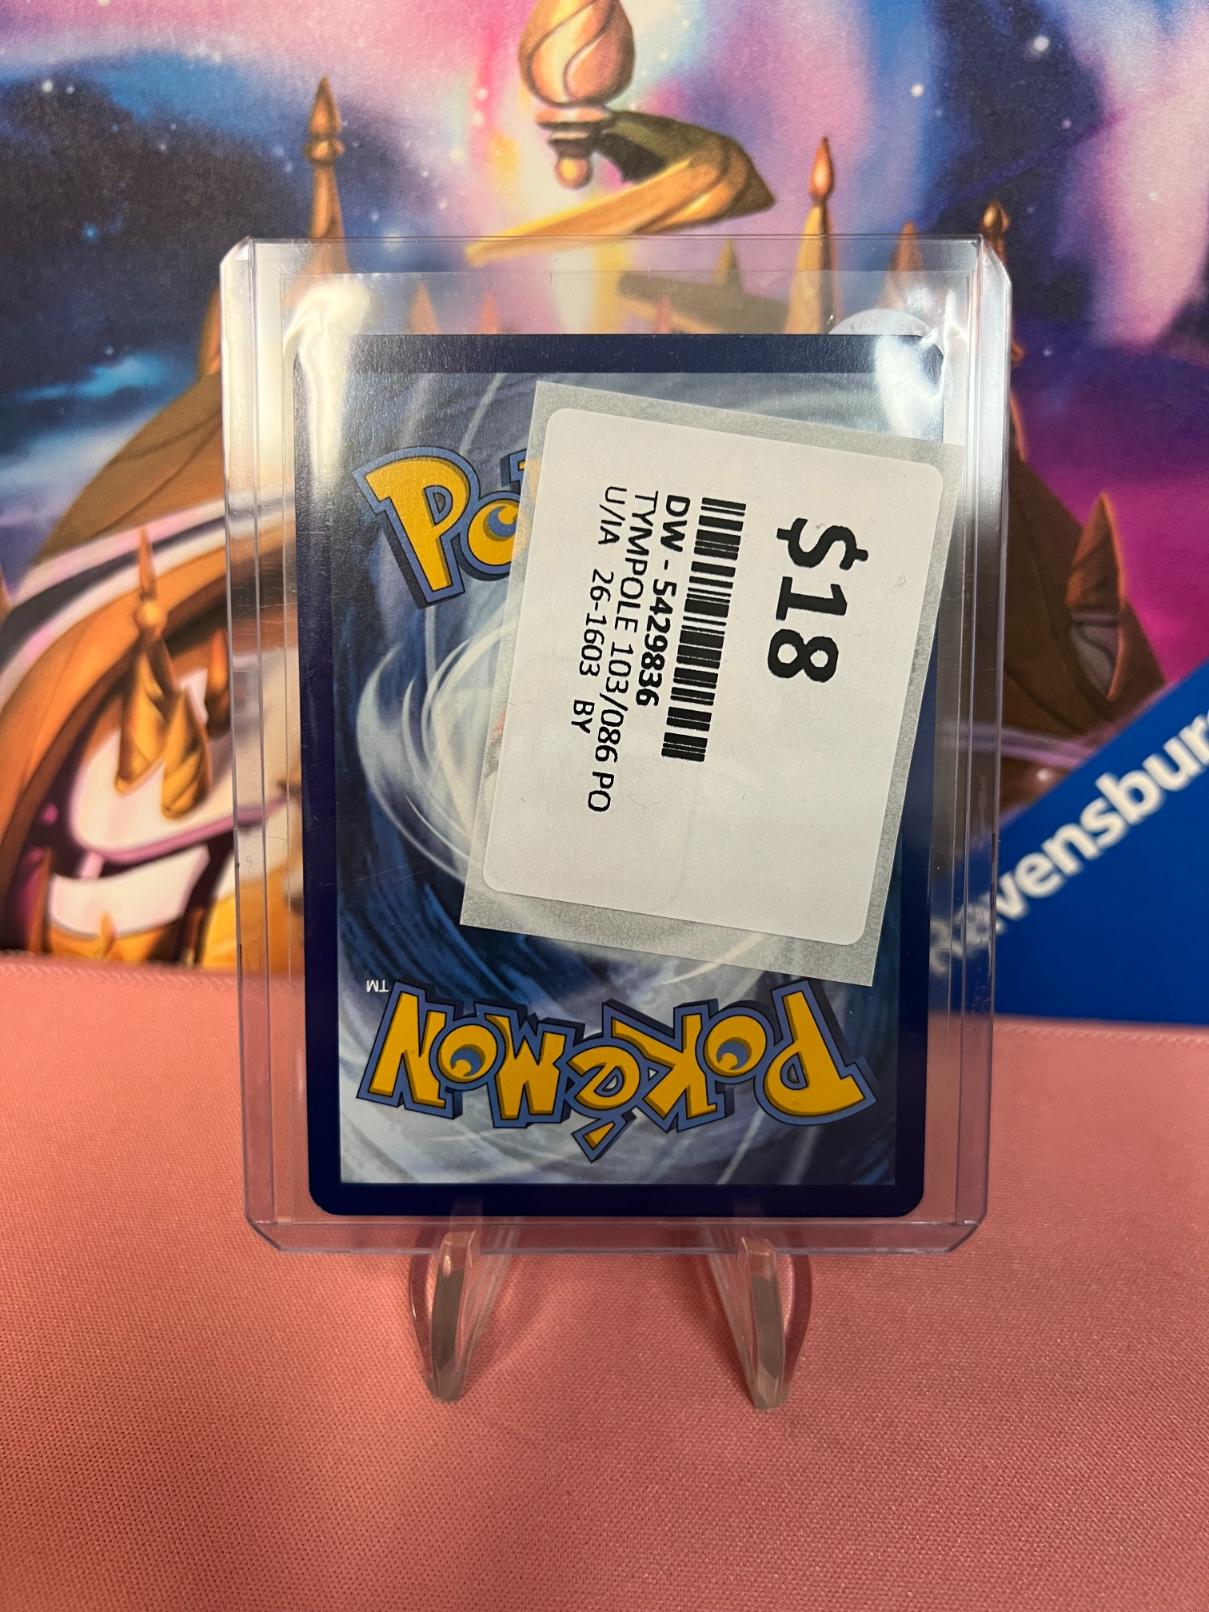 $18
DW - 5429836
TYMPOLE 103/086 PO
U/IA 26-1603 BY
POKéMON
TM
Ravensbur